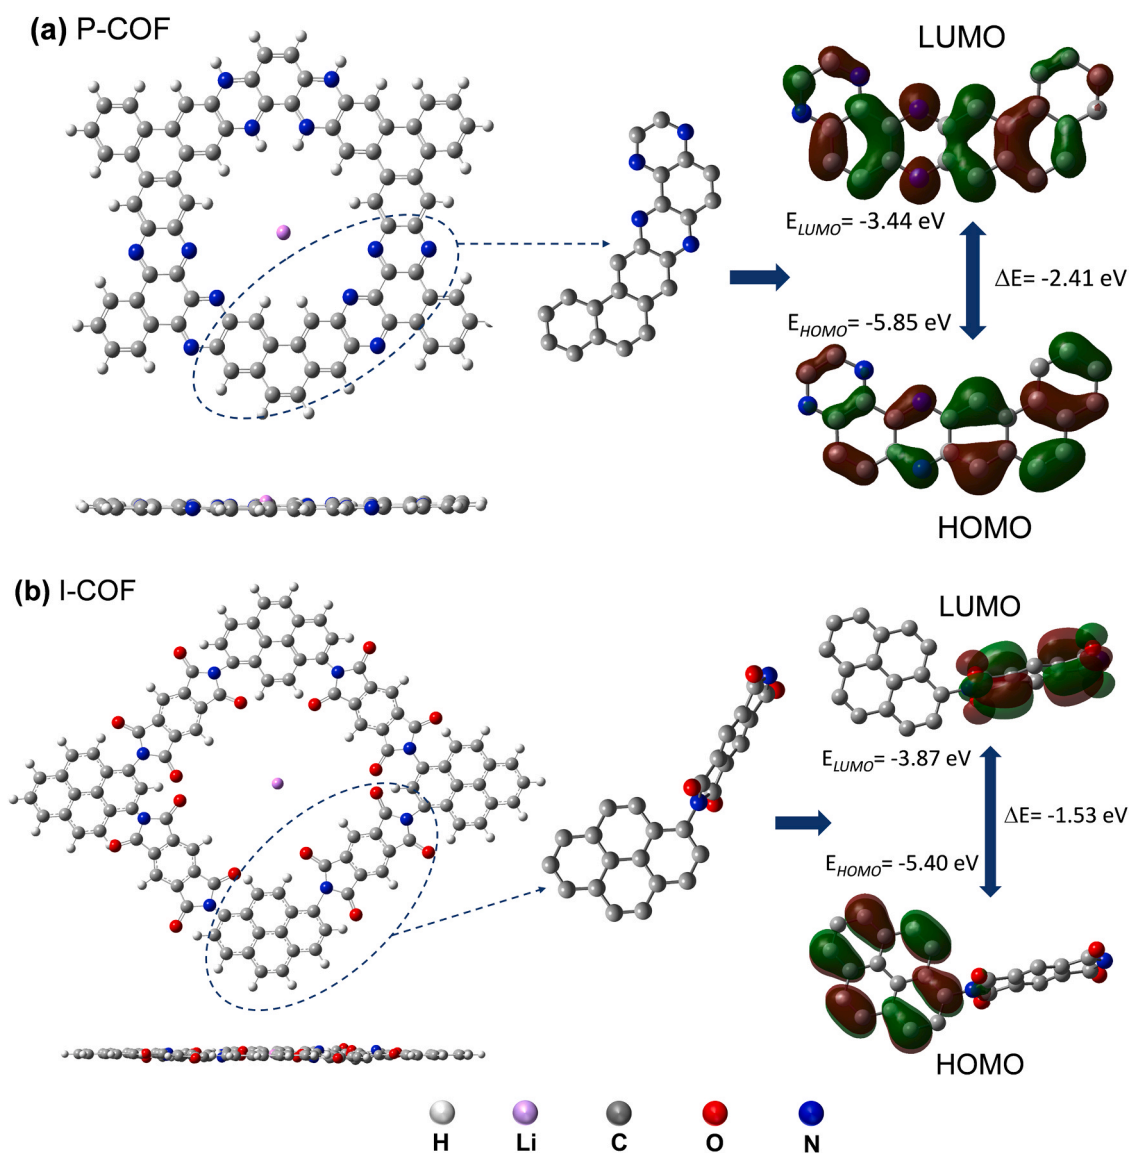 (a) P-COF
LUMO
E_LUMO= -3.44 eV
ΔE= -2.41 eV
E_HOMO= -5.85 eV
HOMO
(b) I-COF
LUMO
E_LUMO= -3.87 eV
ΔE= -1.53 eV
E_HOMO= -5.40 eV
HOMO
H Li C O N